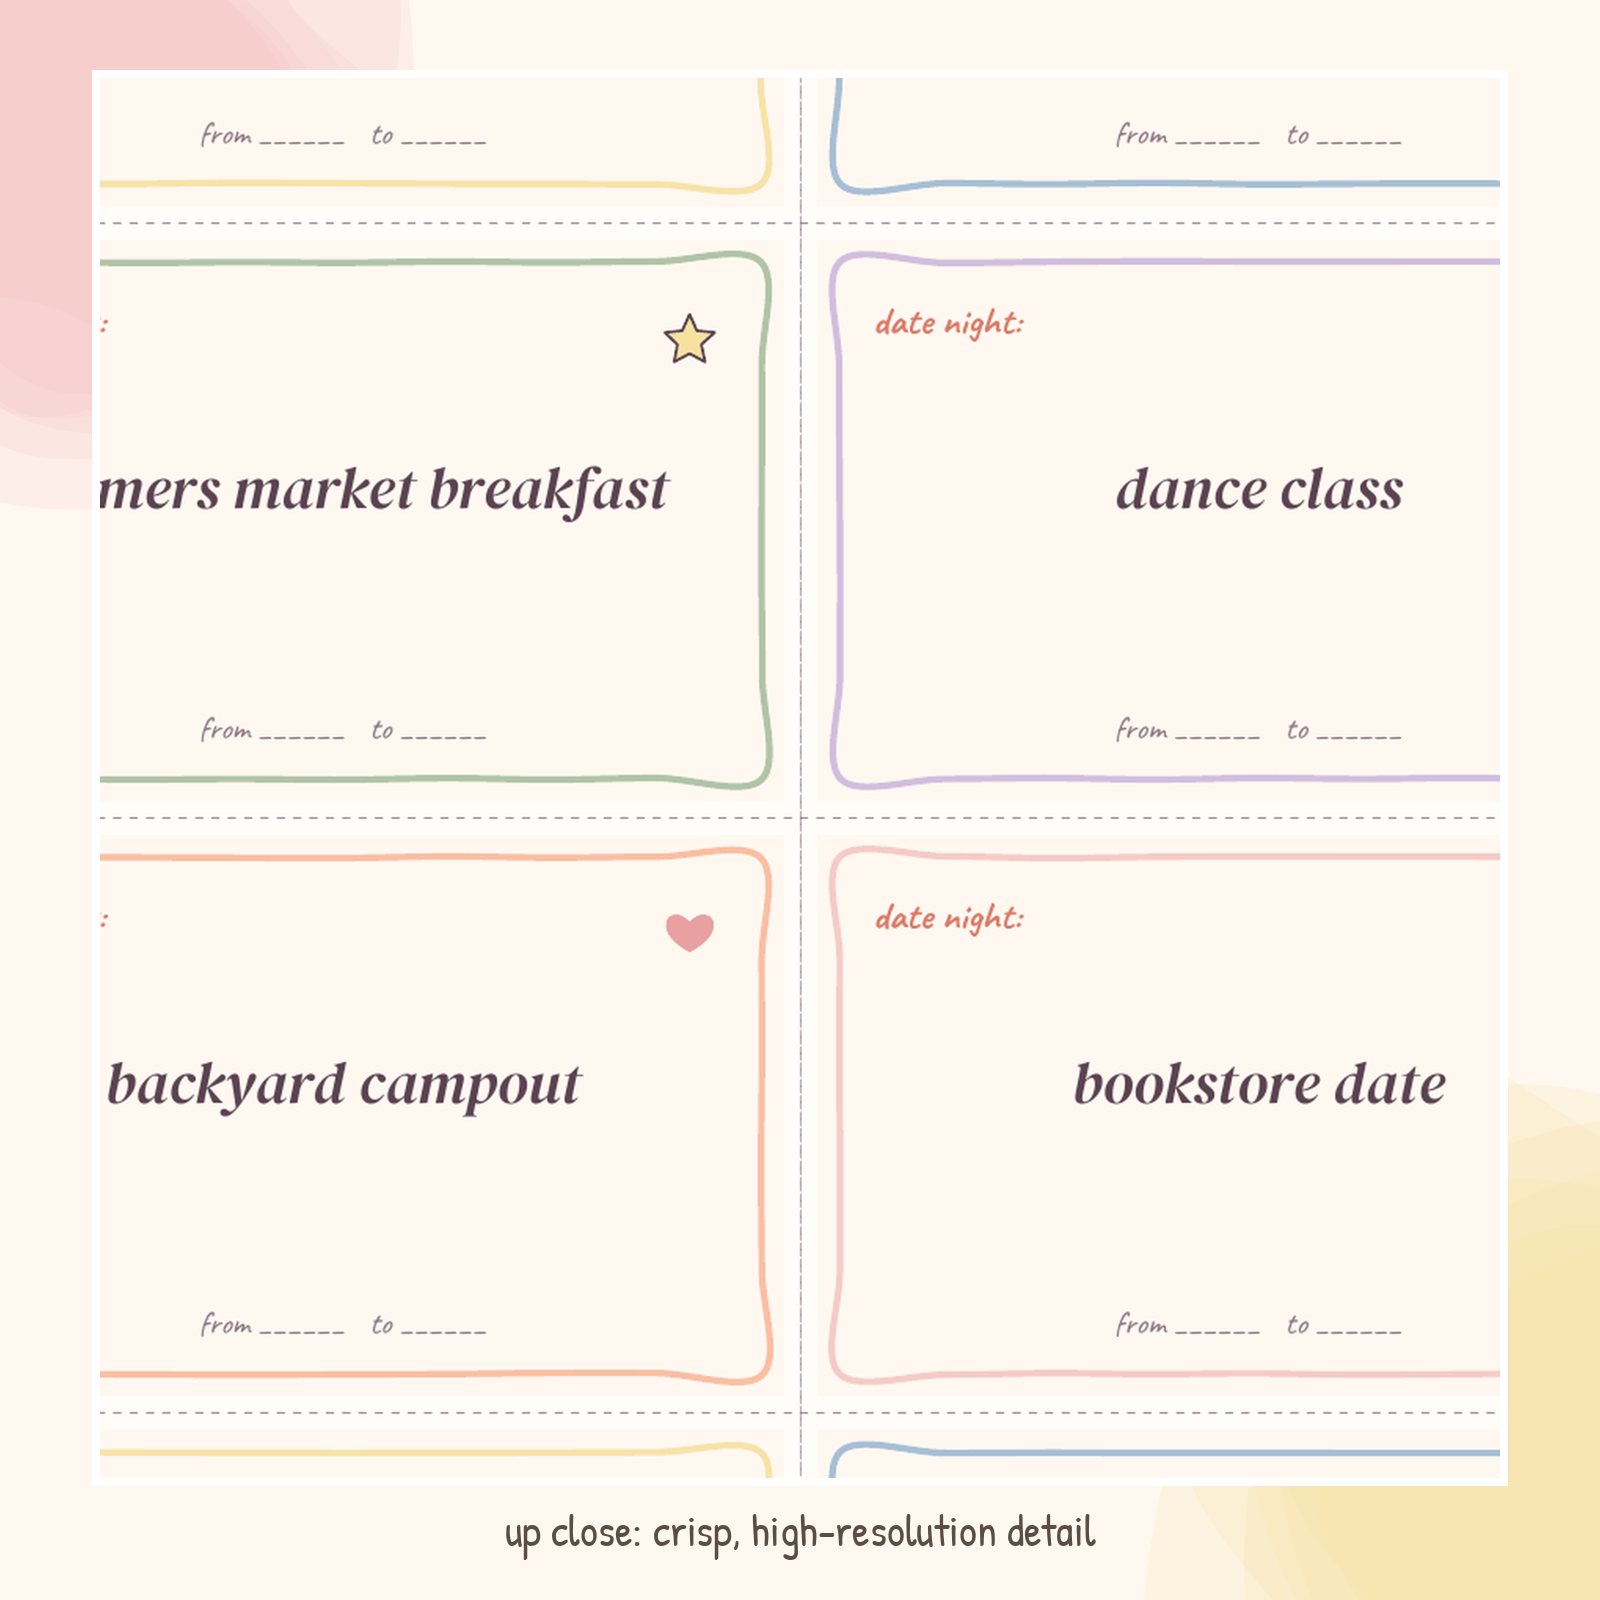 from ______ to ______
from ______ to ______
date night:
mers market breakfast
dance class
from ______ to ______
from ______ to ______
date night:
backyard campout
bookstore date
from ______ to ______
from ______ to ______
up close: crisp, high-resolution detail